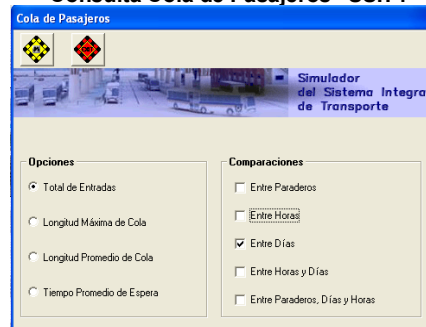 Cola de Pasajeros
Simulador
del Sistema Integra
de Transporte
Opciones
Total de Entradas
Longitud Máxima de Cola
Longitud Promedio de Cola
Tiempo Promedio de Espera
Comparaciones
Entre Paraderos
Entre Horas
Entre Días
Entre Horas y Días
Entre Paraderos, Días y Horas